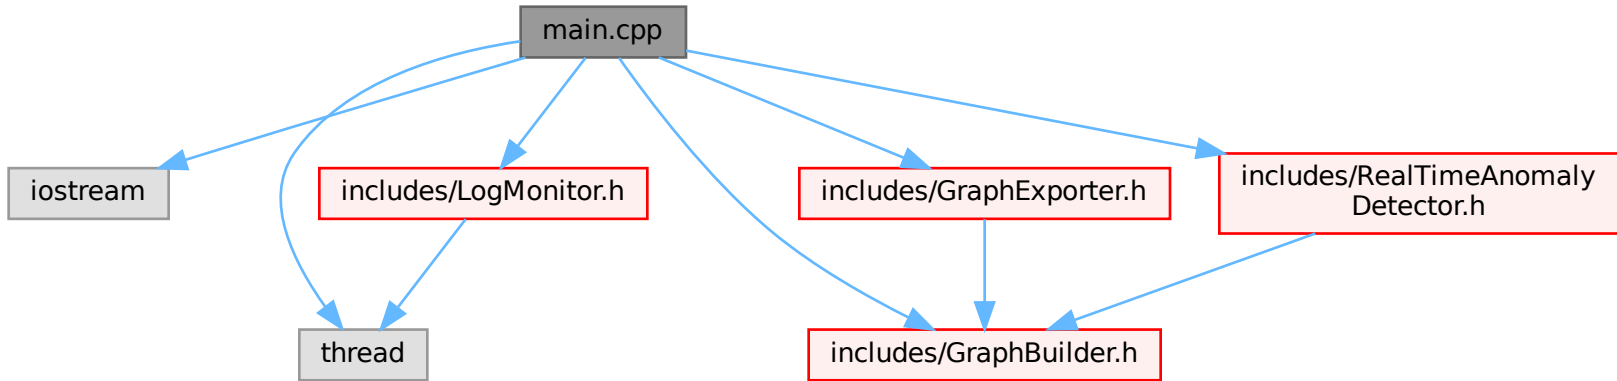 main.cpp
iostream
includes/LogMonitor.h
includes/GraphExporter.h
includes/RealTimeAnomaly
Detector.h
thread
includes/GraphBuilder.h